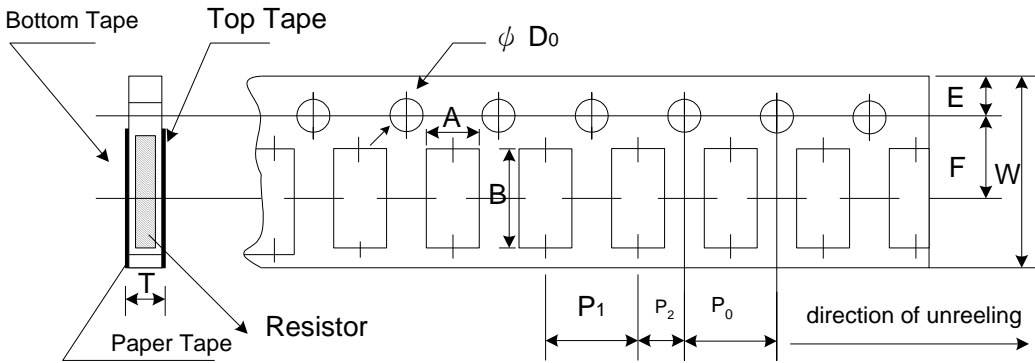 Bottom Tape
Top Tape
ψ D0
A
E
F
W
B
T
P1
P2
P0
direction of unreeling
Resistor
Paper Tape